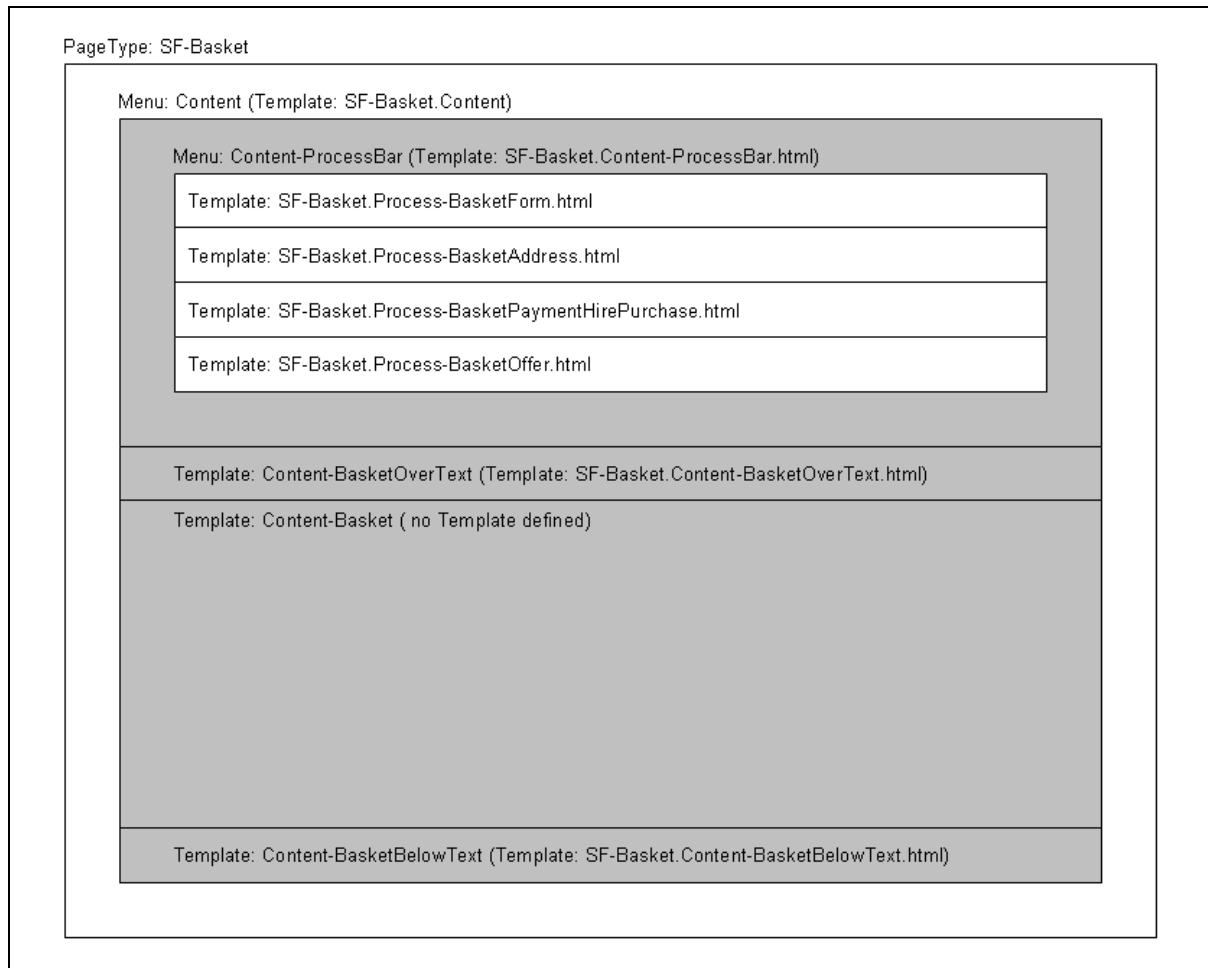 PageType: SF-Basket
Menu: Content (Template: SF-Basket.Content)
Menu: Content-ProcessBar (Template: SF-Basket.Content-ProcessBar.html)
Template: SF-Basket.Process-BasketForm.html
Template: SF-Basket.Process-BasketAddress.html
Template: SF-Basket.Process-BasketPaymentHirePurchase.html
Template: SF-Basket.Process-BasketOffer.html
Template: Content-BasketOverText (Template: SF-Basket.Content-BasketOverText.html)
Template: Content-Basket ( no Template defined)
Template: Content-BasketBelowText (Template: SF-Basket.Content-BasketBelowText.html)